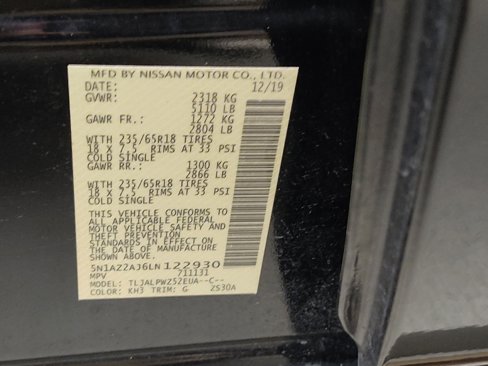 MFD BY NISSAN MOTOR CO., LTD.
DATE: 12/19
GVWR: 2318 KG
5110 LB
GAWR FR.: 1272 KG
2804 LB
WITH 235/65R18 TIRES
18 X 7.5 RIMS AT 33 PSI
COLD SINGLE
GAWR RR.: 1300 KG
2866 LB
WITH 235/65R18 TIRES
18 X 7.5 RIMS AT 33 PSI
COLD SINGLE
THIS VEHICLE CONFORMS TO
ALL APPLICABLE FEDERAL
MOTOR VEHICLE SAFETY AND
THEFT PREVENTION
STANDARDS IN EFFECT ON
THE DATE OF MANUFACTURE
SHOWN ABOVE.
5N1AZ2AJ6LN122930
MPV 711131
MODEL: TLJALPWZ52EUA--C--
COLOR: KH3 TRIM: G ZS30A